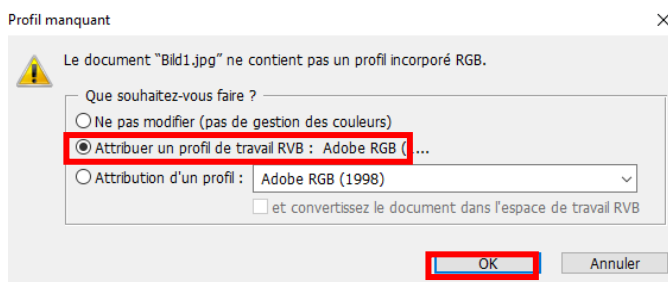 Profil manquant
Le document “Bild1.jpg” ne contient pas un profil incorporé RGB.
Que souhaitez-vous faire ?
Ne pas modifier (pas de gestion des couleurs)
Attribuer un profil de travail RVB : Adobe RGB (...
Attribution d'un profil : Adobe RGB (1998)
et convertissez le document dans l'espace de travail RVB
OK Annuler